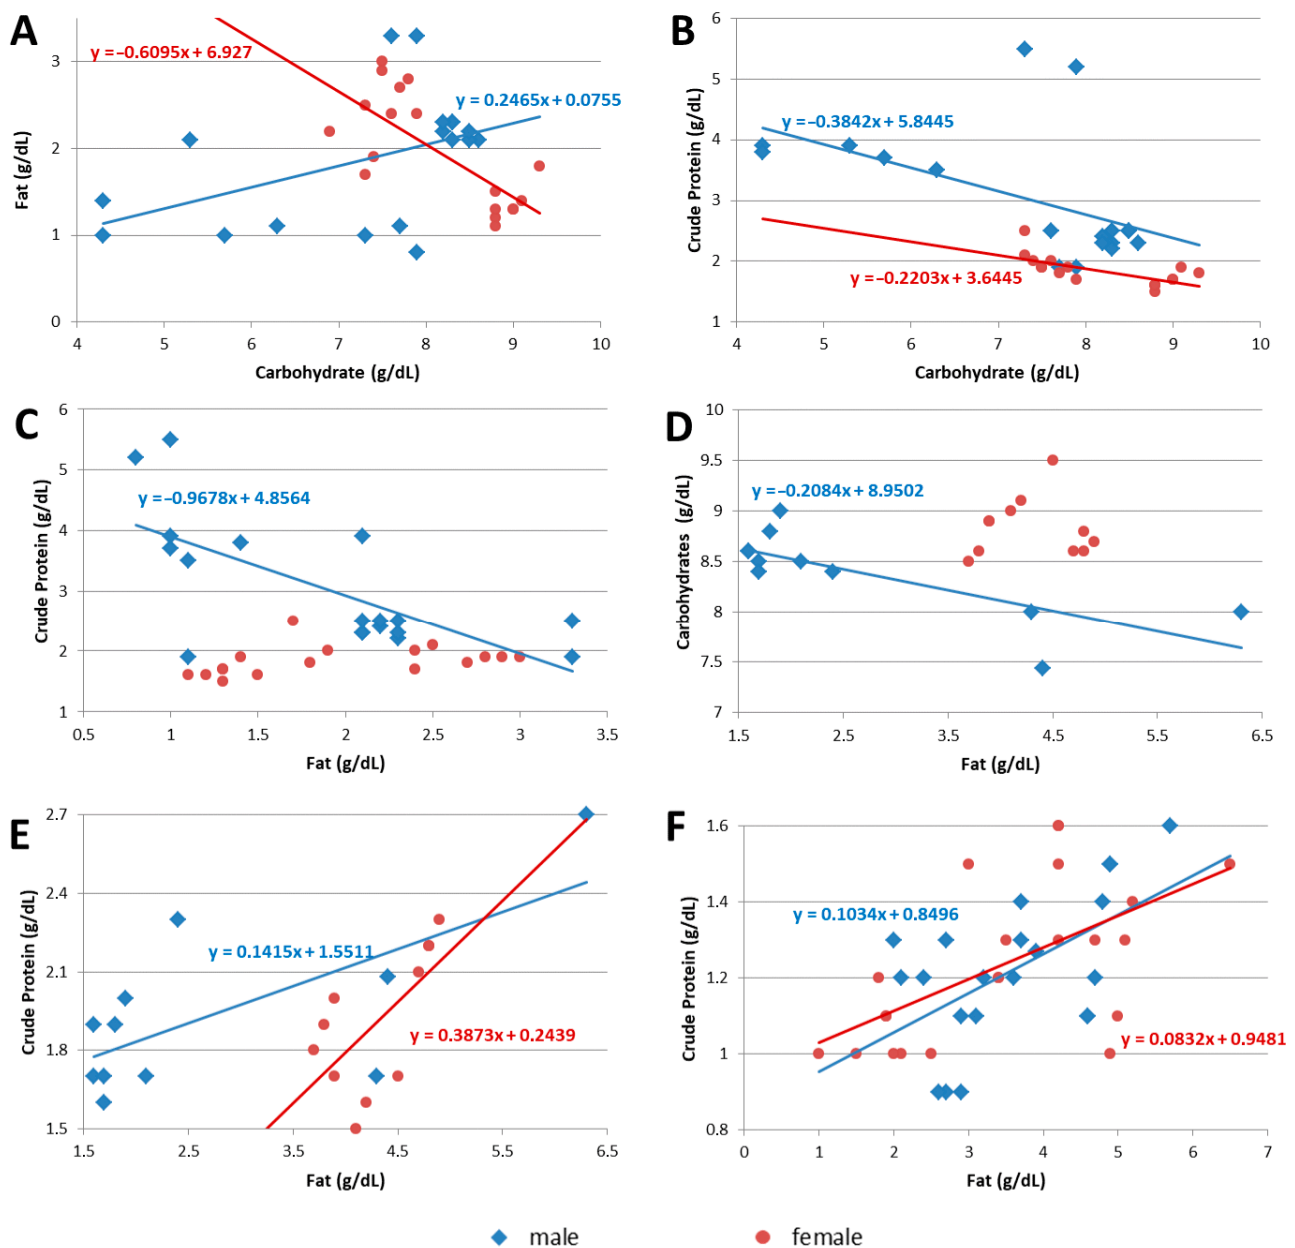 A
y = −0.6095x + 6.927
y = 0.2465x + 0.0755
3
2
1
0
4 5 6 7 8 9 10
Fat (g/dL)
Carbohydrate (g/dL)
B
y = −0.3842x + 5.8445
y = −0.2203x + 3.6445
6
5
4
3
2
1
4 5 6 7 8 9 10
Crude Protein (g/dL)
Carbohydrate (g/dL)
C
y = −0.9678x + 4.8564
6
5
4
3
2
1
0.5 1 1.5 2 2.5 3 3.5
Crude Protein (g/dL)
Fat (g/dL)
D
y = −0.2084x + 8.9502
10
9.5
9
8.5
8
7.5
7
1.5 2.5 3.5 4.5 5.5 6.5
Carbohydrates (g/dL)
Fat (g/dL)
E
y = 0.1415x + 1.5511
y = 0.3873x + 0.2439
2.7
2.4
2.1
1.8
1.5
1.5 2.5 3.5 4.5 5.5 6.5
Crude Protein (g/dL)
Fat (g/dL)
F
y = 0.1034x + 0.8496
y = 0.0832x + 0.9481
1.6
1.4
1.2
1
0.8
0 1 2 3 4 5 6 7
Crude Protein (g/dL)
Fat (g/dL)
male female